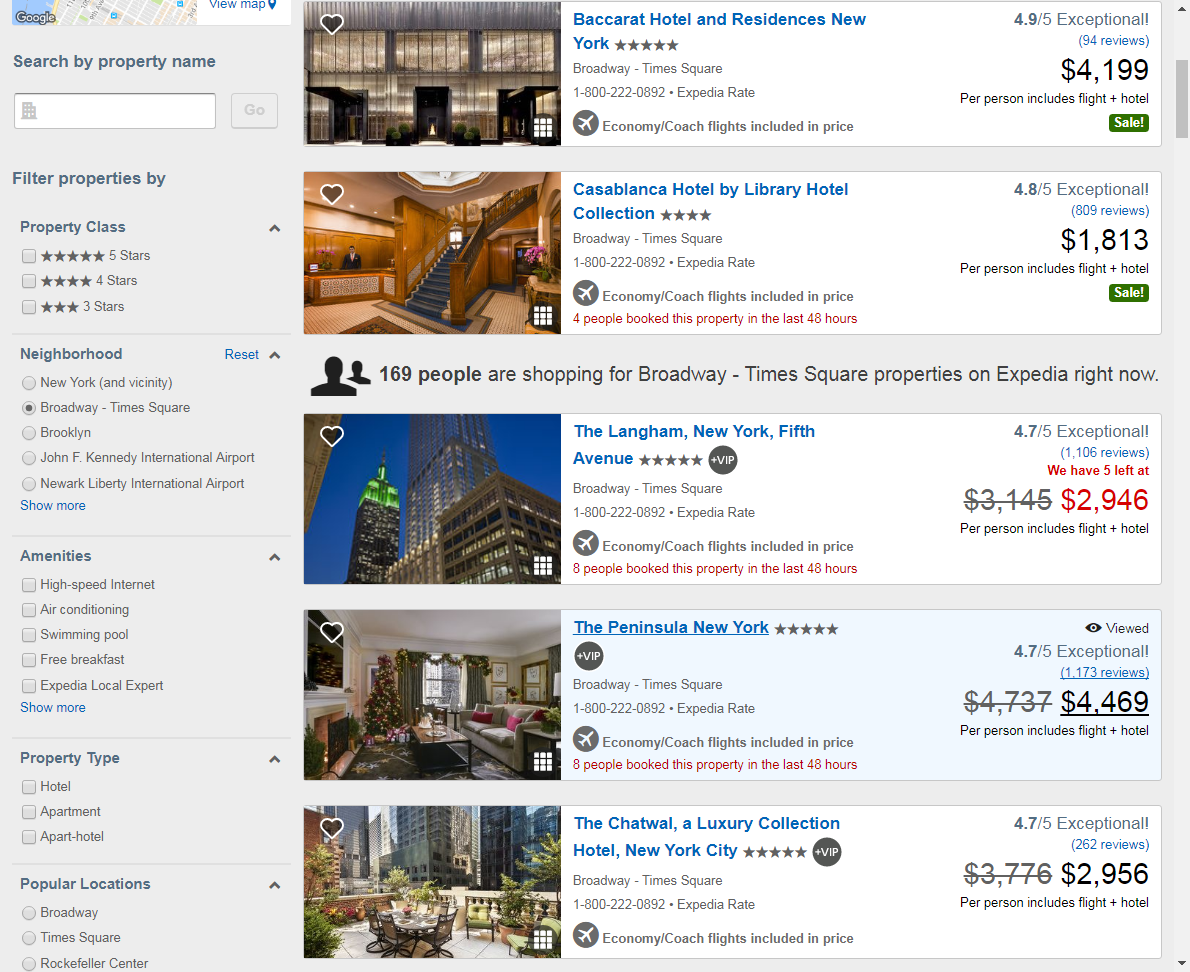 Google
View map
Search by property name
Go
Filter properties by
Property Class
5 Stars
4 Stars
3 Stars
Neighborhood Reset
New York (and vicinity)
Broadway - Times Square
Brooklyn
John F. Kennedy International Airport
Newark Liberty International Airport
Show more
Amenities
High-speed Internet
Air conditioning
Swimming pool
Free breakfast
Expedia Local Expert
Show more
Property Type
Hotel
Apartment
Apart-hotel
Popular Locations
Broadway
Times Square
Rockefeller Center
Baccarat Hotel and Residences New
York
Broadway - Times Square
1-800-222-0892 • Expedia Rate
Economy/Coach flights included in price
4.9/5 Exceptional!
(94 reviews)
$4,199
Per person includes flight + hotel
Sale!
Casablanca Hotel by Library Hotel
Collection
Broadway - Times Square
1-800-222-0892 • Expedia Rate
Economy/Coach flights included in price
4 people booked this property in the last 48 hours
4.8/5 Exceptional!
(809 reviews)
$1,813
Per person includes flight + hotel
Sale!
169 people are shopping for Broadway - Times Square properties on Expedia right now.
The Langham, New York, Fifth
Avenue +VIP
Broadway - Times Square
1-800-222-0892 • Expedia Rate
Economy/Coach flights included in price
8 people booked this property in the last 48 hours
4.7/5 Exceptional!
(1,106 reviews)
We have 5 left at
$3,145 $2,946
Per person includes flight + hotel
The Peninsula New York
+VIP
Broadway - Times Square
1-800-222-0892 • Expedia Rate
Economy/Coach flights included in price
8 people booked this property in the last 48 hours
Viewed
4.7/5 Exceptional!
(1,173 reviews)
$4,737 $4,469
Per person includes flight + hotel
The Chatwal, a Luxury Collection
Hotel, New York City +VIP
Broadway - Times Square
1-800-222-0892 • Expedia Rate
Economy/Coach flights included in price
4.7/5 Exceptional!
(262 reviews)
$3,776 $2,956
Per person includes flight + hotel